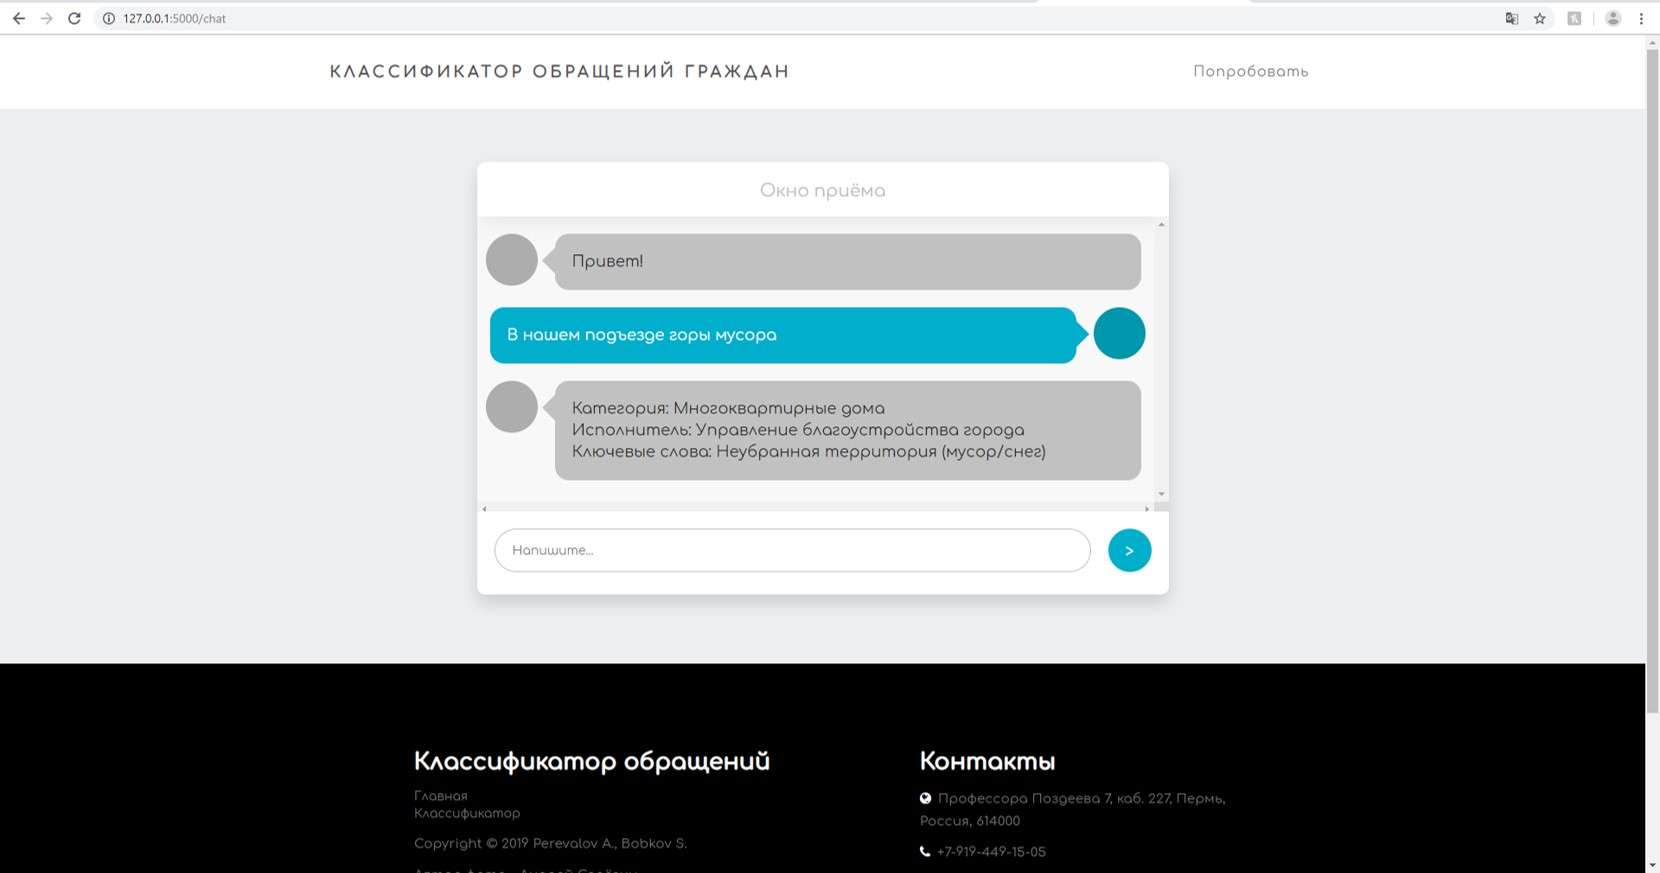 127.0.0.1:5000/chat
КЛАССИФИКАТОР ОБРАЩЕНИЙ ГРАЖДАН
Попробовать
Окно приёма
Привет!
В нашем подъезде горы мусора
Категория: Многоквартирные дома
Исполнитель: Управление благоустройства города
Ключевые слова: Неубранная территория (мусор/снег)
Напишите...
>
Классификатор обращений
Главная
Классификатор
Copyright © 2019 Perevalov A., Bobkov S.
Контакты
Профессора Поздеева 7, каб. 227, Пермь,
Россия, 614000
+7-919-449-15-05